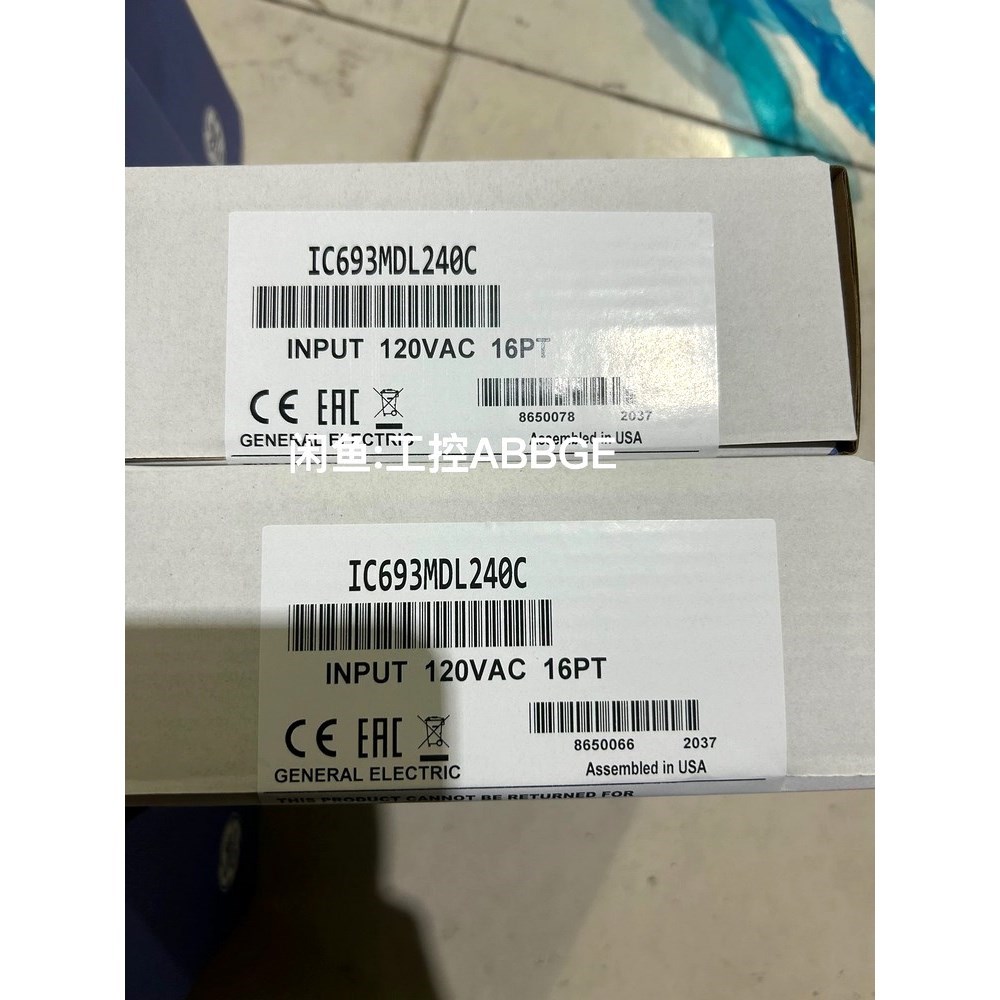 IC693MDL240C
INPUT 120VAC 16PT
CE EAC
8650078 2037
GENERAL ELECTRIC
Assembled in USA
闲鱼:工控ABBGE
IC693MDL240C
INPUT 120VAC 16PT
CE EAC
8650066 2037
GENERAL ELECTRIC
Assembled in USA
THIS PRODUCT CANNOT BE RETURNED FOR